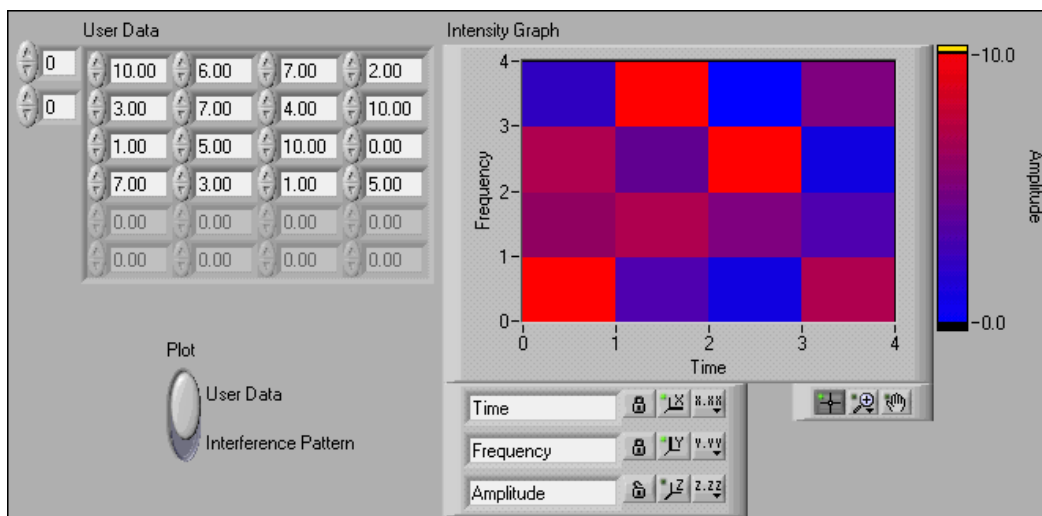 User Data
0
0
10.00 6.00 7.00 2.00
3.00 7.00 4.00 10.00
1.00 5.00 10.00 0.00
7.00 3.00 1.00 5.00
0.00 0.00 0.00 0.00
0.00 0.00 0.00 0.00
Plot
User Data
Interference Pattern
Intensity Graph
Frequency
4
3
2
1
0
0 1 2 3 4
Time
10.0
0.0
Amplitude
Time X X.XX
Frequency Y Y.YY
Amplitude Z Z.ZZ